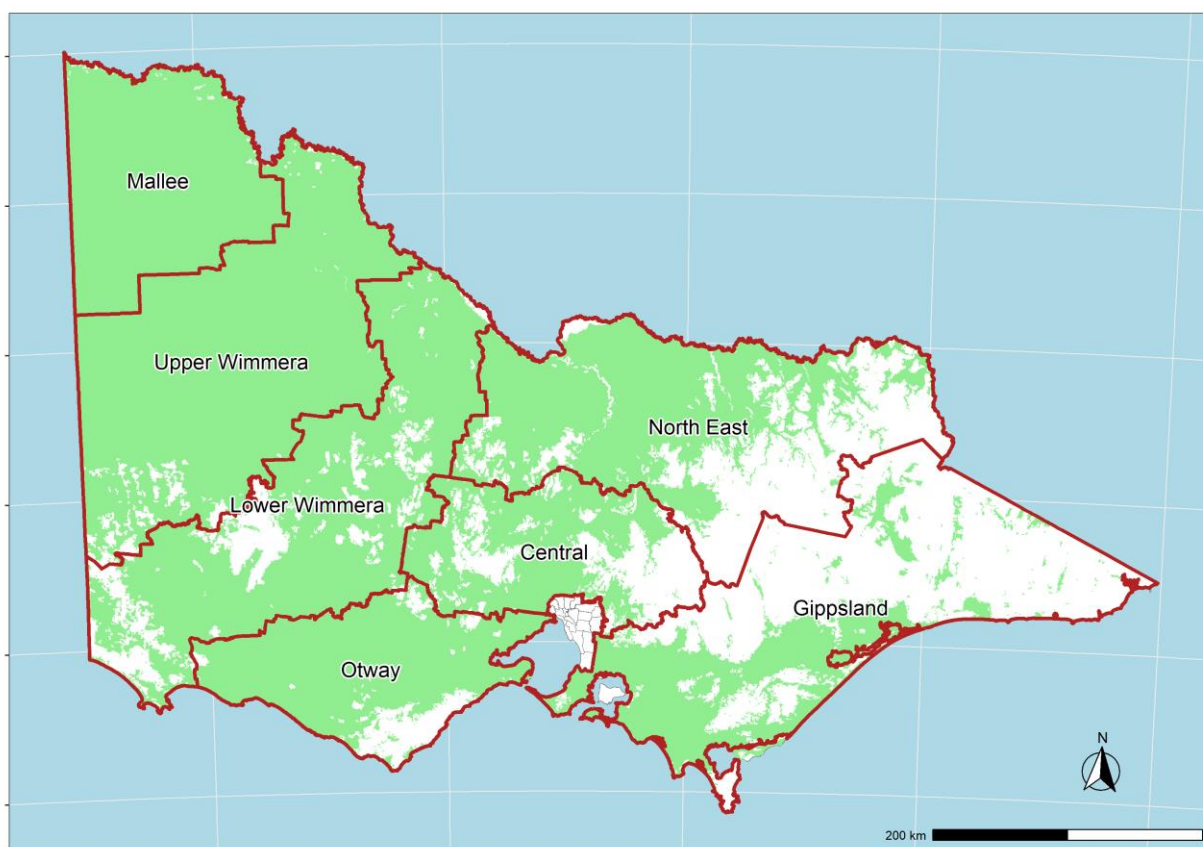 Mallee
Upper Wimmera
North East
Lower Wimmera
Central
Gippsland
Otway
N
200 km